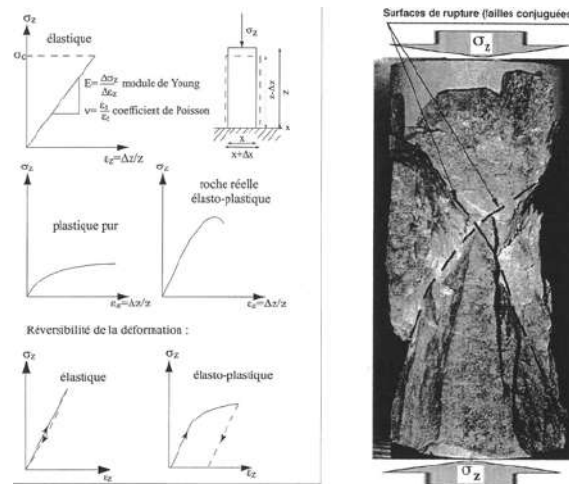 σz
élastique
σc
E=Δσz/Δεz module de Young
ν=εt/εz coefficient de Poisson
εz=Δz/z
σz
z-Δz
z
x
x+Δx
σz
plastique pur
εz=Δz/z
σz
roche réelle
élasto-plastique
εz=Δz/z
Réversibilité de la déformation :
σz
élastique
εz
σz
élasto-plastique
εz
Surfaces de rupture (failles conjuguées
σz
σz